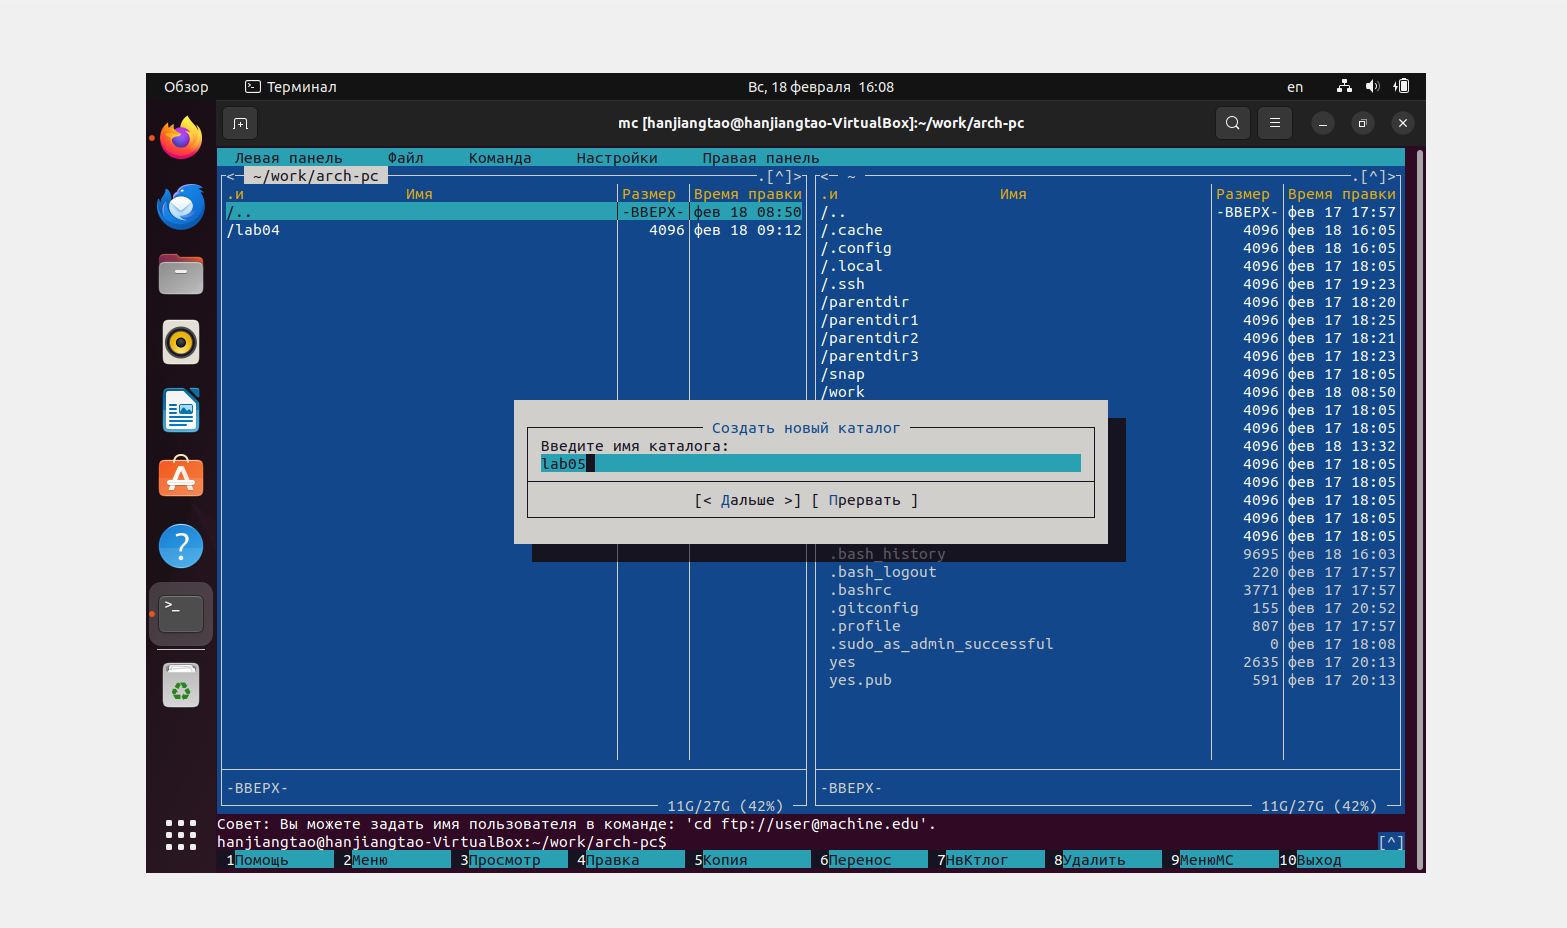 Обзор Терминал Вс, 18 февраля 16:08 en
mc [hanjiangtao@hanjiangtao-VirtualBox]:~/work/arch-pc
Левая панель Файл Команда Настройки Правая панель
<─ ~/work/arch-pc .[^]> <─ ~ .[^]>
.и Имя Размер Время правки .и Имя Размер Время правки
/.. -ВВЕРХ- фев 18 08:50 /.. -ВВЕРХ- фев 17 17:57
/lab04 4096 фев 18 09:12 /.cache 4096 фев 18 16:05
/.config 4096 фев 18 16:05
/.local 4096 фев 17 18:05
/.ssh 4096 фев 17 19:23
/parentdir 4096 фев 17 18:20
/parentdir1 4096 фев 17 18:25
/parentdir2 4096 фев 17 18:21
/parentdir3 4096 фев 17 18:23
/snap 4096 фев 17 18:05
/work 4096 фев 18 08:50
4096 фев 17 18:05
Создать новый каталог 4096 фев 17 18:05
Введите имя каталога: 4096 фев 18 13:32
lab05 4096 фев 17 18:05
4096 фев 17 18:05
[< Дальше >] [ Прервать ] 4096 фев 17 18:05
4096 фев 17 18:05
4096 фев 17 18:05
.bash_history 9695 фев 18 16:03
.bash_logout 220 фев 17 17:57
.bashrc 3771 фев 17 17:57
.gitconfig 155 фев 17 20:52
.profile 807 фев 17 17:57
.sudo_as_admin_successful 0 фев 17 18:08
yes 2635 фев 17 20:13
yes.pub 591 фев 17 20:13
-ВВЕРХ- -ВВЕРХ-
11G/27G (42%) 11G/27G (42%)
Совет: Вы можете задать имя пользователя в команде: 'cd ftp://user@machine.edu'.
hanjiangtao@hanjiangtao-VirtualBox:~/work/arch-pc$ [^]
1Помощь 2Меню 3Просмотр 4Правка 5Копия 6Перенос 7НвКтлог 8Удалить 9МенюMC 10Выход